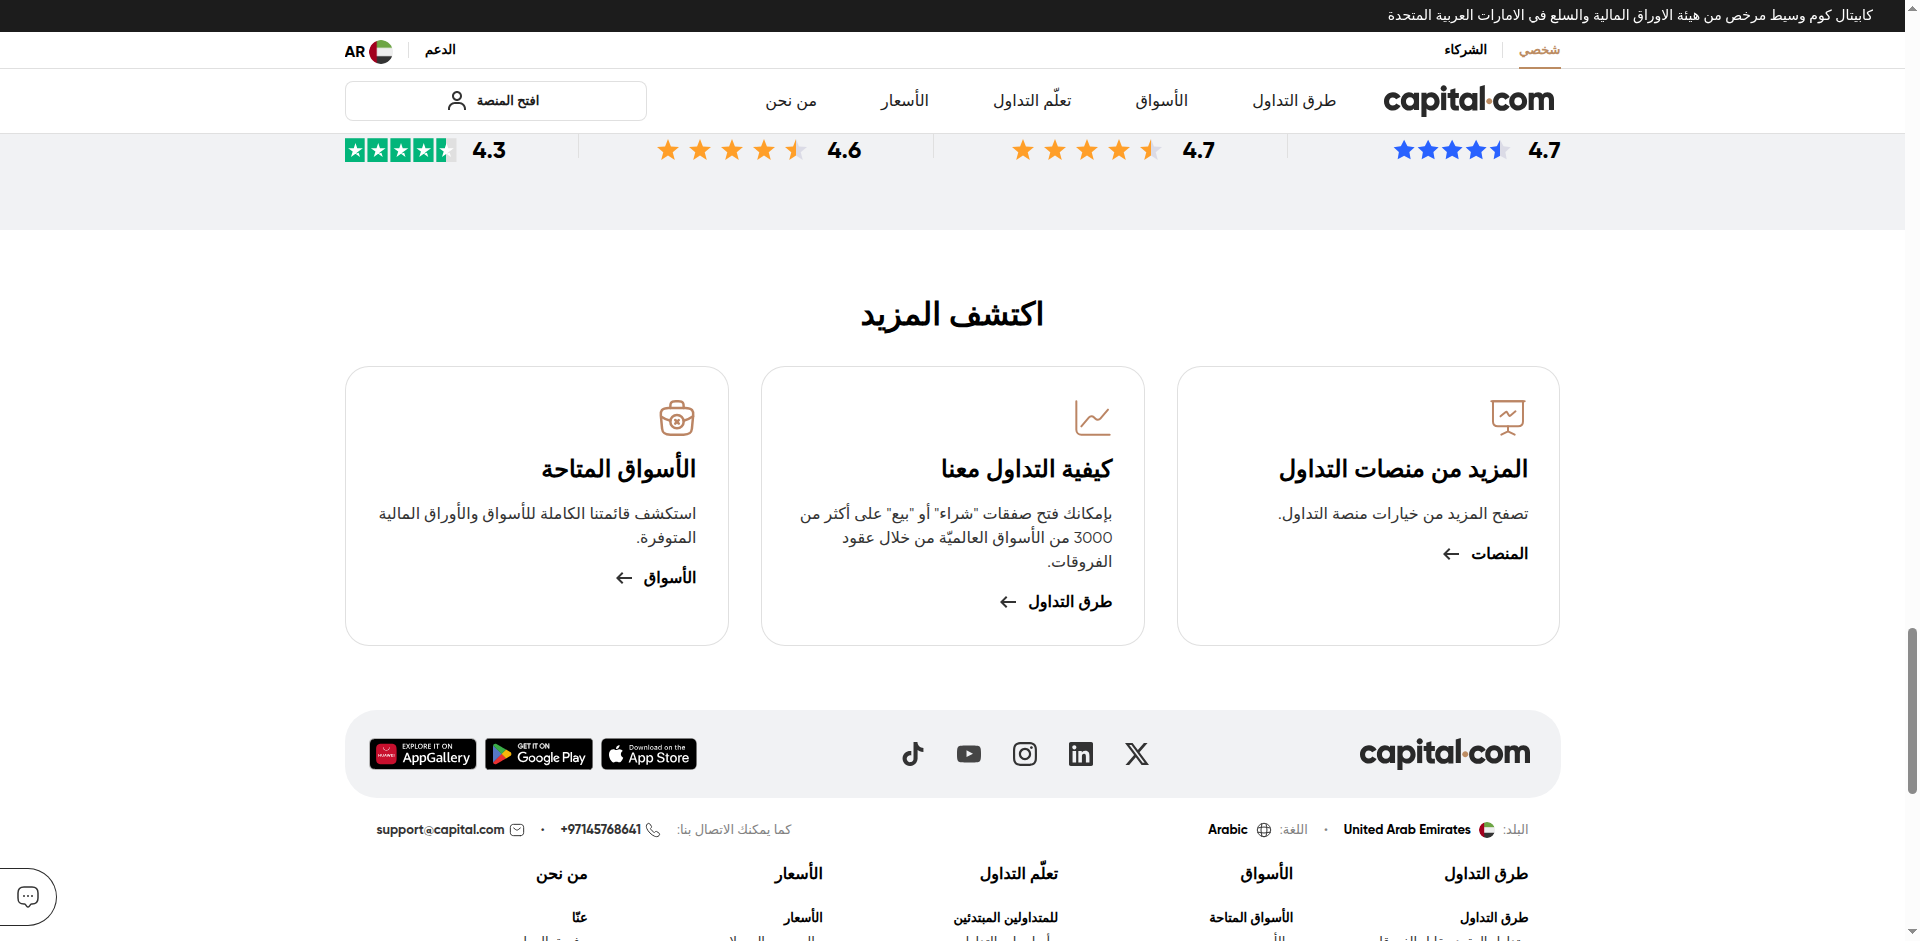 كابيتال كوم وسيط مرخص من هيئة الاوراق المالية والسلع في الامارات العربية المتحدة
شخصي
الشركاء
الدعم
AR
capital.com
طرق التداول
الأسواق
تعلّم التداول
الأسعار
من نحن
افتح المنصة
4.7
4.7
4.6
4.3
اكتشف المزيد
المزيد من منصات التداول
تصفح المزيد من خيارات منصة التداول.
المنصات
كيفية التداول معنا
بإمكانك فتح صفقات "شراء" أو "بيع" على أكثر من
3000 من الأسواق العالميّة من خلال عقود
الفروقات.
طرق التداول
الأسواق المتاحة
استكشف قائمتنا الكاملة للأسواق والأوراق المالية
المتوفرة.
الأسواق
capital.com
Download on the
App Store
GET IT ON
Google Play
HUAWEI
EXPLORE IT ON
AppGallery
البلد: United Arab Emirates • اللغة: Arabic
كما يمكنك الاتصال بنا: +97145768641 • support@capital.com
طرق التداول
الأسواق
تعلّم التداول
الأسعار
من نحن
طرق التداول
الأسواق المتاحة
للمتداولين المبتدئين
الأسعار
عنّا